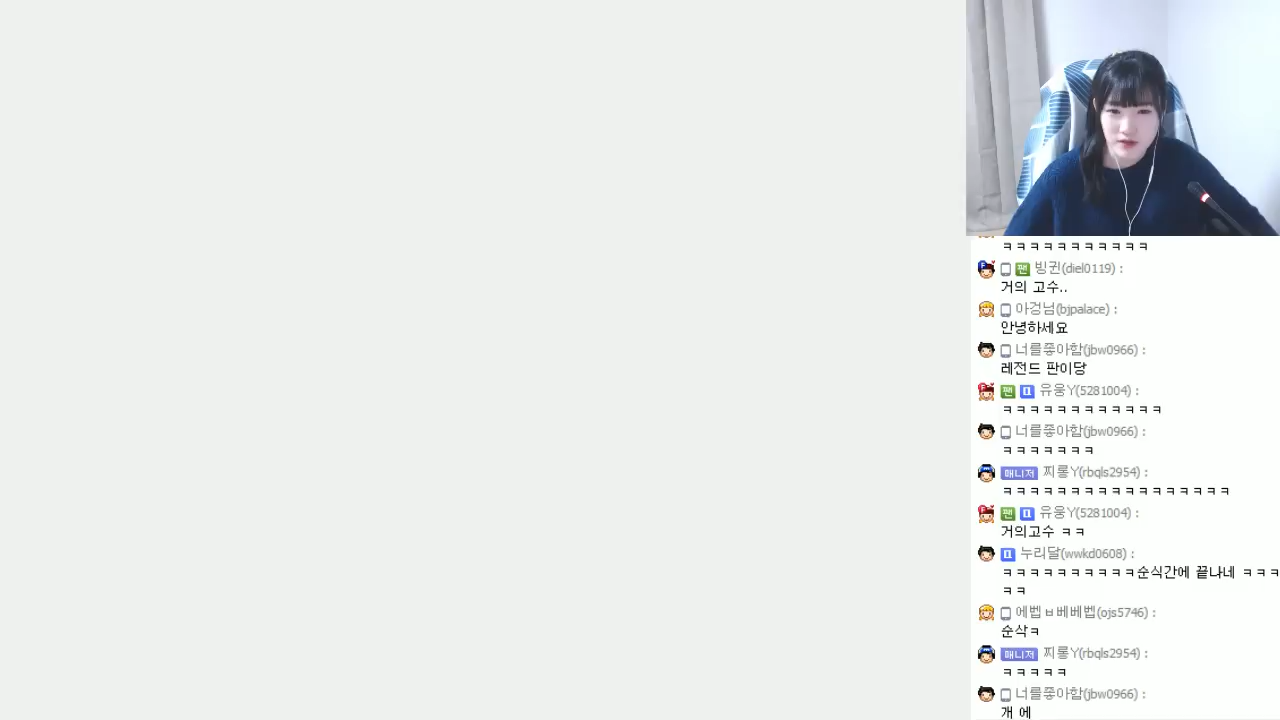 ㅋㅋㅋㅋㅋㅋㅋㅋㅋㅋㅋ
팬 빙귄(diel0119) :
거의 고수..
아겅님(bjpalace) :
안녕하세요
너를좋아함(jbw0966) :
레전드 판이당
팬 유웅Y(5281004) :
ㅋㅋㅋㅋㅋㅋㅋㅋㅋㅋㅋㅋ
너를좋아함(jbw0966) :
ㅋㅋㅋㅋㅋㅋㅋ
매니저 찌롱Y(rbqls2954) :
ㅋㅋㅋㅋㅋㅋㅋㅋㅋㅋㅋㅋㅋㅋㅋㅋㅋ
팬 유웅Y(5281004) :
거의고수 ㅋㅋ
누리달(wwkd0608) :
ㅋㅋㅋㅋㅋㅋㅋㅋㅋㅋ순식간에 끝나네 ㅋㅋㅋ
ㅋㅋ
에벱ㅂ베베벱(ojs5746) :
순삭ㅋ
매니저 찌롱Y(rbqls2954) :
ㅋㅋㅋㅋㅋ
너를좋아함(jbw0966) :
개 에